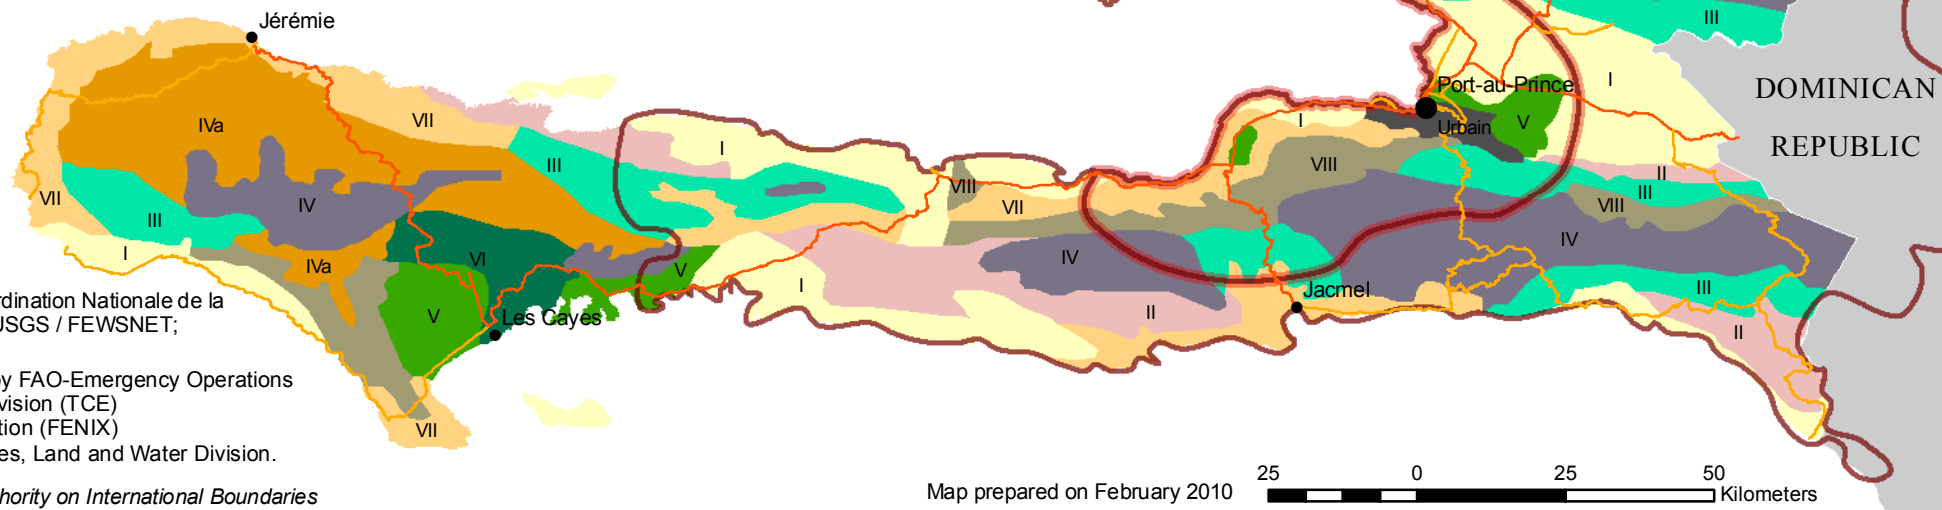 Jérémie
III
DOMINICAN
REPUBLIC
I
Port-au-Prince
Urbain
V
I
VIII
II
III
VIII
IV
III
II
Jacmel
IVa
VII
III
I
VII
IV
III
I
IVa
VI
V
V
Les Cayes
VII
VIII
VII
IV
I
II
rdination Nationale de la
USGS / FEWSNET;
by FAO-Emergency Operations
vision (TCE)
tion (FENIX)
es, Land and Water Division.
thority on International Boundaries
Map prepared on February 2010
25 0 25 50
Kilometers